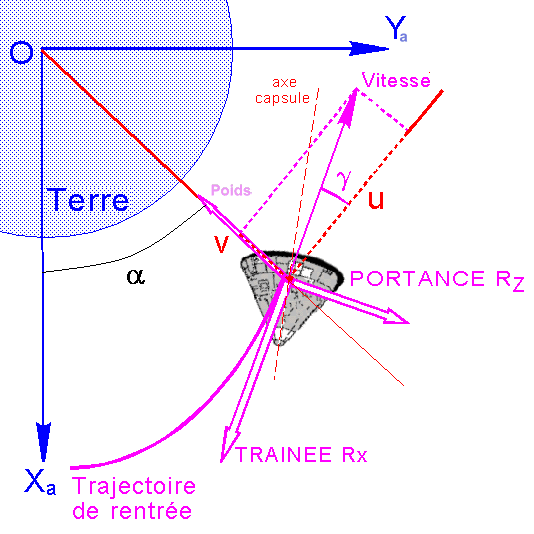 O
Yₐ
axe
capsule
Vitesse
Poids
γ
Terre
u
v
α
PORTANCE Rz
TRAINEE Rx
Xₐ
Trajectoire
de rentrée